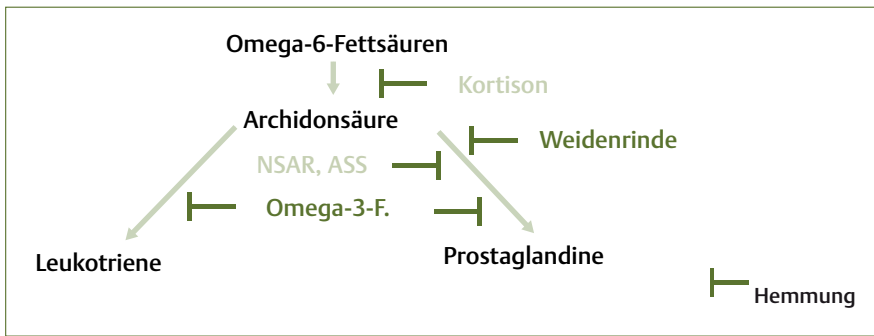 Omega-6-Fettsäuren
Kortison
Archidonsäure
Weidenrinde
NSAR, ASS
Omega-3-F.
Leukotriene
Prostaglandine
Hemmung